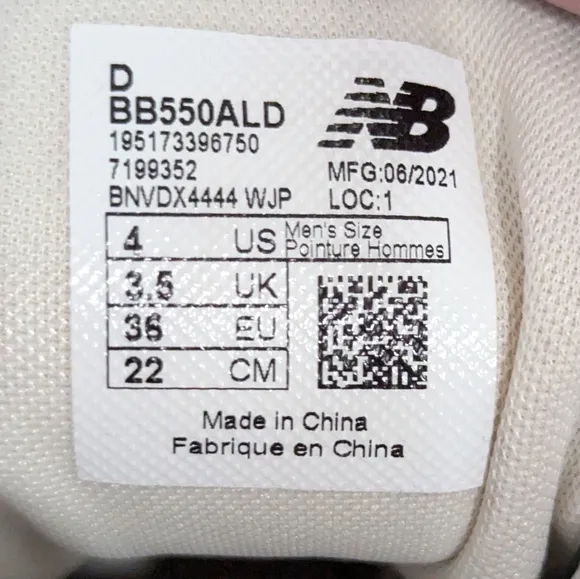 D
BB550ALD
195173396750
7199352
BNVDX4444 WJP
NB
MFG:06/2021
LOC:1
4 US Men's Size
Pointure Hommes
3.5 UK
36 EU
22 CM
Made in China
Fabrique en China